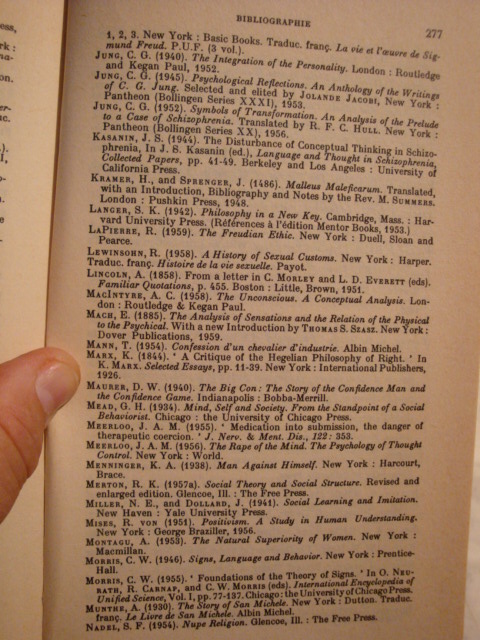 BIBLIOGRAPHIE
277
1, 2, 3. New York : Basic Books. Traduc. franç. La vie et l'œuvre de Sig-
mund Freud. P.U.F. (3 vol.).
JUNG, C. G. (1940). The Integration of the Personality. London : Routledge
and Kegan Paul, 1952.
JUNG, C. G. (1945). Psychological Reflections. An Anthology of the Writings
of C. G. Jung. Selected and edited by JOLANDE JACOBI, New York :
Pantheon (Bollingen Series XXXI), 1953.
JUNG, C. G. (1952). Symbols of Transformation. An Analysis of the Prelude
to a Case of Schizophrenia. Translated by R. F. C. HULL. New York :
Pantheon (Bollingen Series XX), 1956.
KASANIN, J. S. (1944). The Disturbance of Conceptual Thinking in Schizo-
phrenia, In J. S. Kasanin (ed.), Language and Thought in Schizophrenia,
Collected Papers, pp. 41-49. Berkeley and Los Angeles : University of
California Press.
KRAMER, H., and SPRENGER, J. (1486). Malleus Maleficarum. Translated,
with an Introduction, Bibliography and Notes by the Rev. M. SUMMERS.
London : Pushkin Press, 1948.
LANGER, S. K. (1942). Philosophy in a New Key. Cambridge, Mass. : Har-
vard University Press. (Références à l'édition Mentor Books, 1953.)
LAPIERRE, R. (1959). The Freudian Ethic. New York : Duell, Sloan and
Pearce.
LEWINSOHN, R. (1958). A History of Sexual Customs. New York : Harper.
Traduc. franç. Histoire de la vie sexuelle. Payot.
LINCOLN, A. (1858). From a letter in C. MORLEY and L. D. EVERETT (eds).
Familiar Quotations, p. 455. Boston : Little, Brown, 1951.
MACINTYRE, A. C. (1958). The Unconscious. A Conceptual Analysis. Lon-
don : Routledge & Kegan Paul.
MACH, E. (1885). The Analysis of Sensations and the Relation of the Physical
to the Psychical. With a new Introduction by THOMAS S. SZASZ. New York :
Dover Publications, 1959.
MANN, T. (1954). Confession d'un chevalier d'industrie. Albin Michel.
MARX, K. (1844). ' A Critique of the Hegelian Philosophy of Right. ' In
K. MARX. Selected Essays, pp. 11-39. New York : International Publishers,
1926.
MAURER, D. W. (1940). The Big Con: The Story of the Confidence Man and
the Confidence Game. Indianapolis : Bobba-Merrill.
MEAD, G. H. (1934). Mind, Self and Society. From the Standpoint of a Social
Behaviorist. Chicago : the University of Chicago Press.
MEERLOO, J. A. M. (1955). ' Medication into submission, the danger of
therapeutic coercion. ' J. Nerv. & Ment. Dis., 122 : 353.
MEERLOO, J. A. M. (1956). The Rape of the Mind. The Psychology of Thought
Control. New York : World.
MENNINGER, K. A. (1938). Man Against Himself. New York : Harcourt,
Brace.
MERTON, R. K. (1957a). Social Theory and Social Structure. Revised and
enlarged edition. Glencoe, Ill. : The Free Press.
MILLER, N. E., and DOLLARD, J. (1941). Social Learning and Imitation.
New Haven : Yale University Press.
MISES, R. VON (1951). Positivism. A Study in Human Understanding.
New York : George Braziller, 1956.
MONTAGU, A. (1953). The Natural Superiority of Women. New York :
Macmillan.
MORRIS, C. W. (1946). Signs, Language and Behavior. New York : Prentice-
Hall.
MORRIS, C. W. (1955). ' Foundations of the Theory of Signs. ' In O. NEU-
RATH, R. CARNAP, and C. W. MORRIS (eds). International Encyclopedia of
Unified Science, Vol. I, pp. 77-137. Chicago : the University of Chicago Press.
MUNTHE, A. (1930). The Story of San Michele. New York : Dutton. Traduc.
franç. Le Livre de San Michele. Albin Michel.
NADEL, S. F. (1954). Nupe Religion. Glencoe, Ill. : The Free Press.